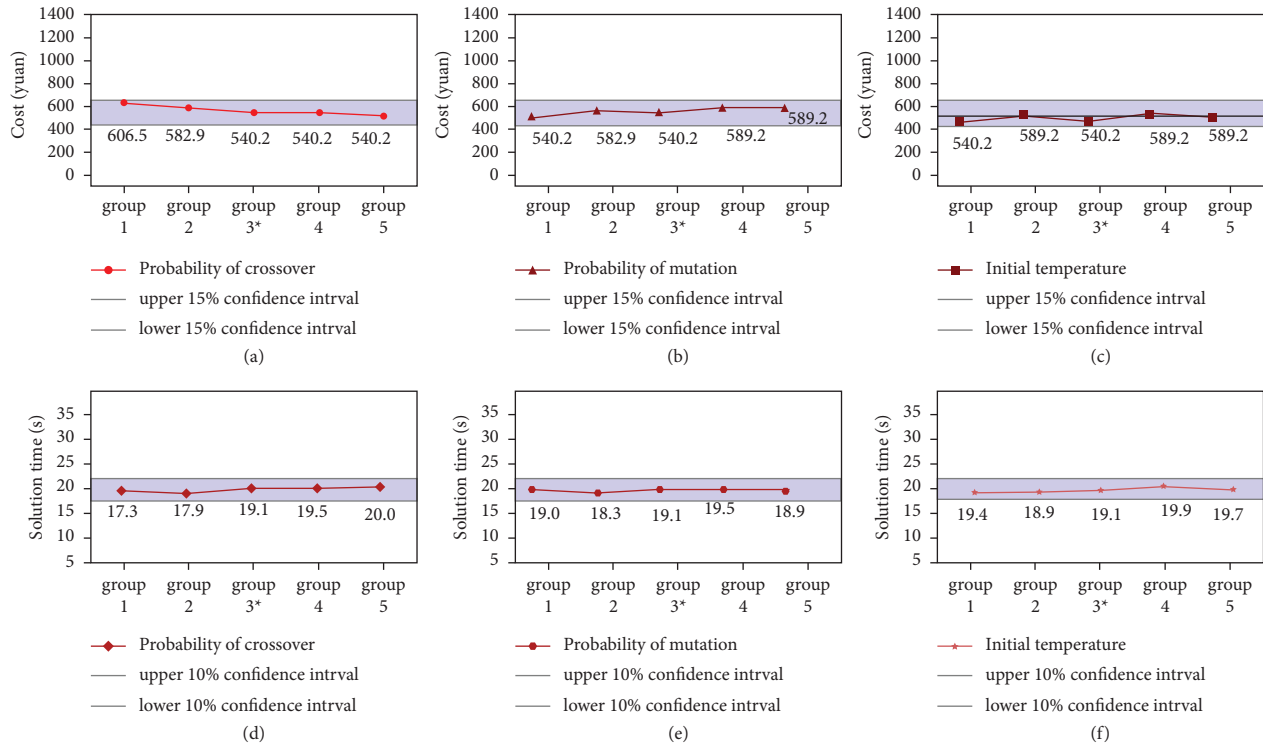 Cost (yuan)
1400
1200
1000
800
600
400
200
0
606.5 582.9 540.2 540.2 540.2
group 1
group 2
group 3*
group 4
group 5
Probability of crossover
upper 15% confidence intrval
lower 15% confidence intrval
(a)
Cost (yuan)
1400
1200
1000
800
600
400
200
0
540.2 582.9 540.2 589.2 589.2
group 1
group 2
group 3*
group 4
group 5
Probability of mutation
upper 15% confidence intrval
lower 15% confidence intrval
(b)
Cost (yuan)
1400
1200
1000
800
600
400
200
0
540.2 589.2 540.2 589.2 589.2
group 1
group 2
group 3*
group 4
group 5
Initial temperature
upper 15% confidence intrval
lower 15% confidence intrval
(c)
Solution time (s)
35
30
25
20
15
10
5
17.3 17.9 19.1 19.5 20.0
group 1
group 2
group 3*
group 4
group 5
Probability of crossover
upper 10% confidence intrval
lower 10% confidence intrval
(d)
Solution time (s)
35
30
25
20
15
10
5
19.0 18.3 19.1 19.5 18.9
group 1
group 2
group 3*
group 4
group 5
Probability of mutation
upper 10% confidence intrval
lower 10% confidence intrval
(e)
Solution time (s)
35
30
25
20
15
10
5
19.4 18.9 19.1 19.9 19.7
group 1
group 2
group 3*
group 4
group 5
Initial temperature
upper 10% confidence intrval
lower 10% confidence intrval
(f)